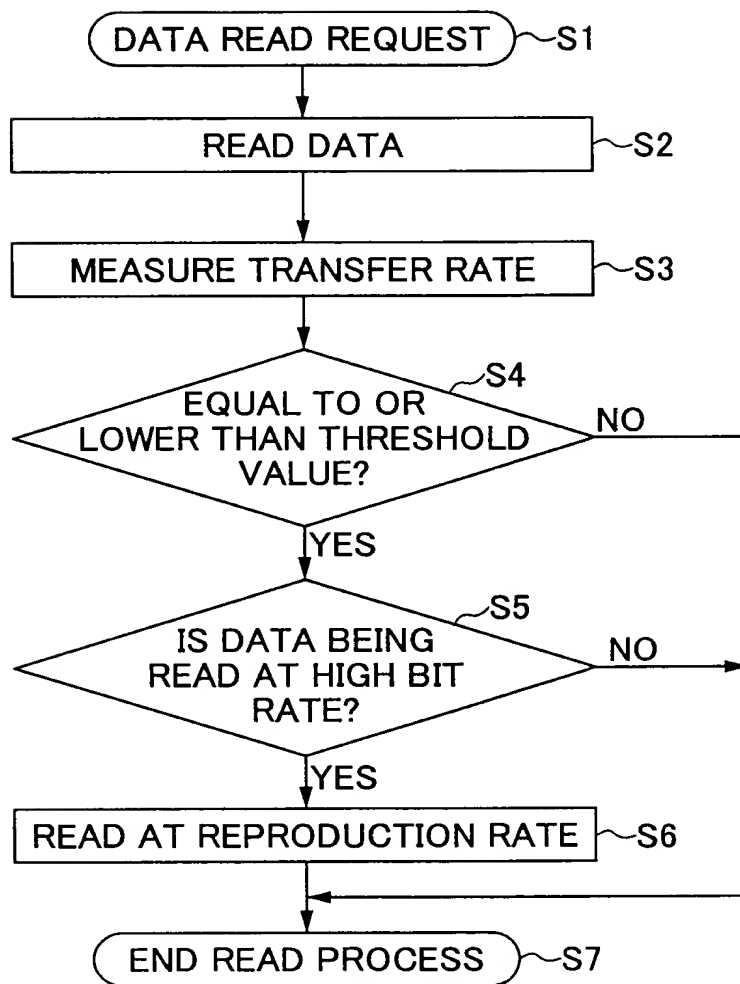 DATA READ REQUEST S1
READ DATA S2
MEASURE TRANSFER RATE S3
S4
EQUAL TO OR
LOWER THAN THRESHOLD
VALUE?
NO
YES
S5
IS DATA BEING
READ AT HIGH BIT
RATE?
NO
YES
READ AT REPRODUCTION RATE S6
END READ PROCESS S7